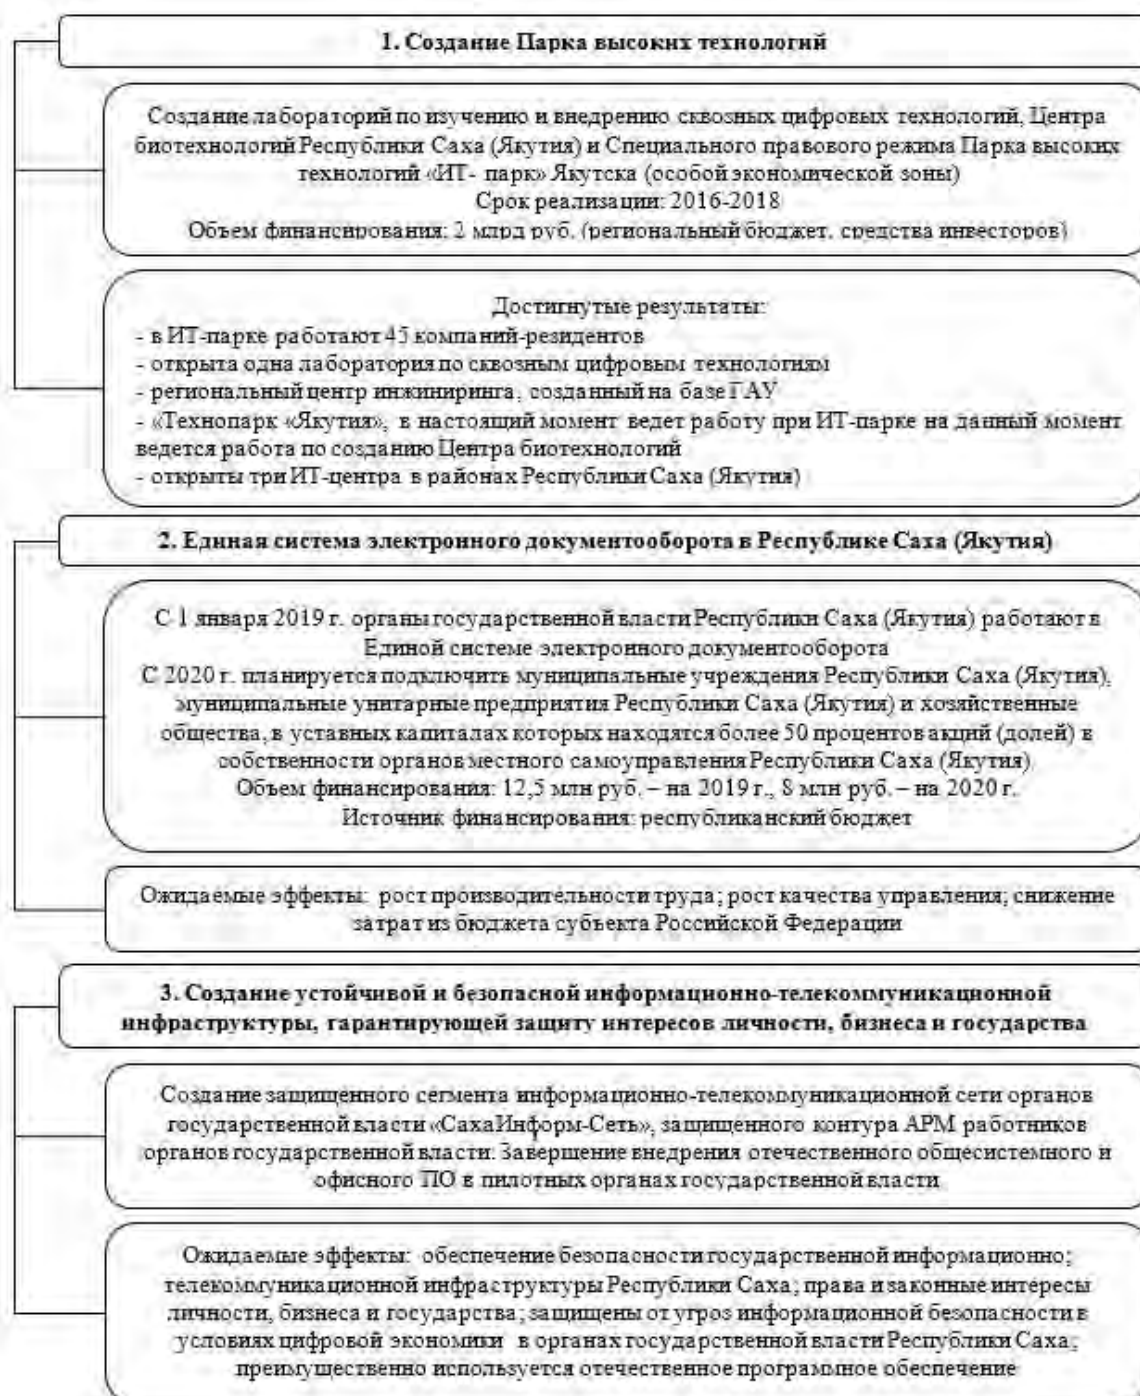 1. Создание Парка высоких технологий
Создание лабораторий по изучению и внедрению сквозных цифровых технологий, Центра
биотехнологий Республики Саха (Якутия) и Специального правового режима Парка высоких
технологий «ИТ- парк» Якутска (особой экономической зоны)
Срок реализации: 2016-2018
Объем финансирования: 2 млрд руб. (региональный бюджет, средства инвесторов)
Достигнутые результаты:
- в ИТ-парке работают 45 компаний-резидентов
- открыта одна лаборатория по сквозным цифровым технологиям
- региональный центр инжиниринга, созданный на базе ГАУ
- «Технопарк «Якутия», в настоящий момент ведет работу при ИТ-парке на данный момент
ведется работа по созданию Центра биотехнологий
- открыты три ИТ-центра в районах Республики Саха (Якутия)
2. Единая система электронного документооборота в Республике Саха (Якутия)
С 1 января 2019 г. органы государственной власти Республики Саха (Якутия) работают в
Единой системе электронного документооборота
С 2020 г. планируется подключить муниципальные учреждения Республики Саха (Якутия),
муниципальные унитарные предприятия Республики Саха (Якутия) и хозяйственные
общества, в уставных капиталах которых находятся более 50 процентов акций (долей) в
собственности органов местного самоуправления Республики Саха (Якутия)
Объем финансирования: 12,5 млн руб. – на 2019 г., 8 млн руб. – на 2020 г.
Источник финансирования: республиканский бюджет
Ожидаемые эффекты: рост производительности труда; рост качества управления; снижение
затрат из бюджета субъекта Российской Федерации
3. Создание устойчивой и безопасной информационно-телекоммуникационной
инфраструктуры, гарантирующей защиту интересов личности, бизнеса и государства
Создание защищенного сегмента информационно-телекоммуникационной сети органов
государственной власти «СахаИнформ-Сеть», защищенного контура АРМ работников
органов государственной власти. Завершение внедрения отечественного общесистемного и
офисного ПО в пилотных органах государственной власти
Ожидаемые эффекты: обеспечение безопасности государственной информационно;
телекоммуникационной инфраструктуры Республики Саха; права и законные интересы
личности, бизнеса и государства; защищены от угроз информационной безопасности в
условиях цифровой экономики в органах государственной власти Республики Саха;
преимущественно используется отечественное программное обеспечение